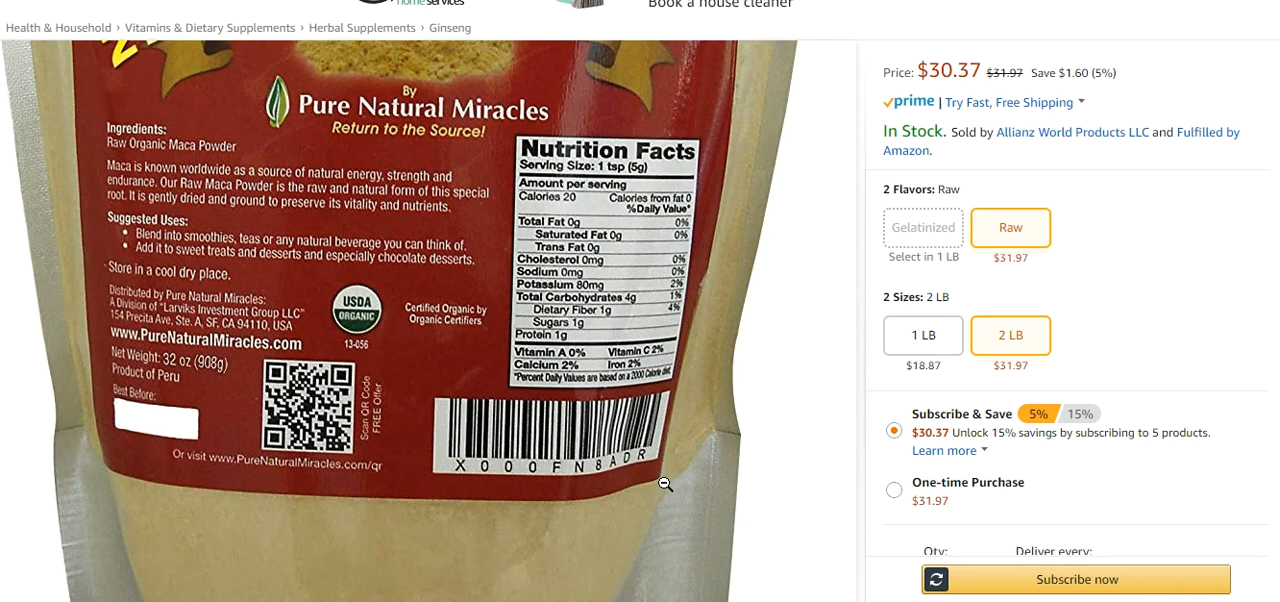 home services
Book a house cleaner
Health & Household › Vitamins & Dietary Supplements › Herbal Supplements › Ginseng
By
Pure Natural Miracles
Return to the Source!
Ingredients:
Raw Organic Maca Powder
Maca is known worldwide as a source of natural energy, strength and
endurance. Our Raw Maca Powder is the raw and natural form of this special
root. It is gently dried and ground to preserve its vitality and nutrients.
Suggested Uses:
• Blend into smoothies, teas or any natural beverage you can think of.
• Add it to sweet treats and desserts and especially chocolate desserts.
Store in a cool dry place.
Distributed by Pure Natural Miracles:
A Division of "Larviks Investment Group LLC"
154 Precita Ave, Ste. A, SF, CA 94110, USA
www.PureNaturalMiracles.com
Net Weight: 32 oz (908g)
Product of Peru
Best Before:
USDA
ORGANIC
13-056
Certified Organic by
Organic Certifiers
Scan QR Code
FREE Offer
Or visit www.PureNaturalMiracles.com/qr
Nutrition Facts
Serving Size: 1 tsp (5g)
Amount per serving
Calories 20 Calories from fat 0
%Daily Value*
Total Fat 0g 0%
Saturated Fat 0g 0%
Trans Fat 0g
Cholesterol 0mg 0%
Sodium 0mg 0%
Potassium 80mg 2%
Total Carbohydrates 4g 1%
Dietary Fiber 1g 4%
Sugars 1g
Protein 1g
Vitamin A 0% Vitamin C 2%
Calcium 2% Iron 2%
*Percent Daily Values are based on a 2000 Calorie diet
X000FN8ADR
Price: $30.37 $31.97 Save $1.60 (5%)
prime | Try Fast, Free Shipping
In Stock. Sold by Allianz World Products LLC and Fulfilled by
Amazon.
2 Flavors: Raw
Gelatinized Raw
Select in 1 LB $31.97
2 Sizes: 2 LB
1 LB 2 LB
$18.87 $31.97
Subscribe & Save 5% 15%
$30.37 Unlock 15% savings by subscribing to 5 products.
Learn more
One-time Purchase
$31.97
Qty: Deliver every:
Subscribe now